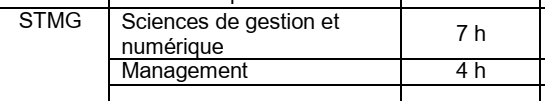 STMG Sciences de gestion et
numérique 7 h
Management 4 h